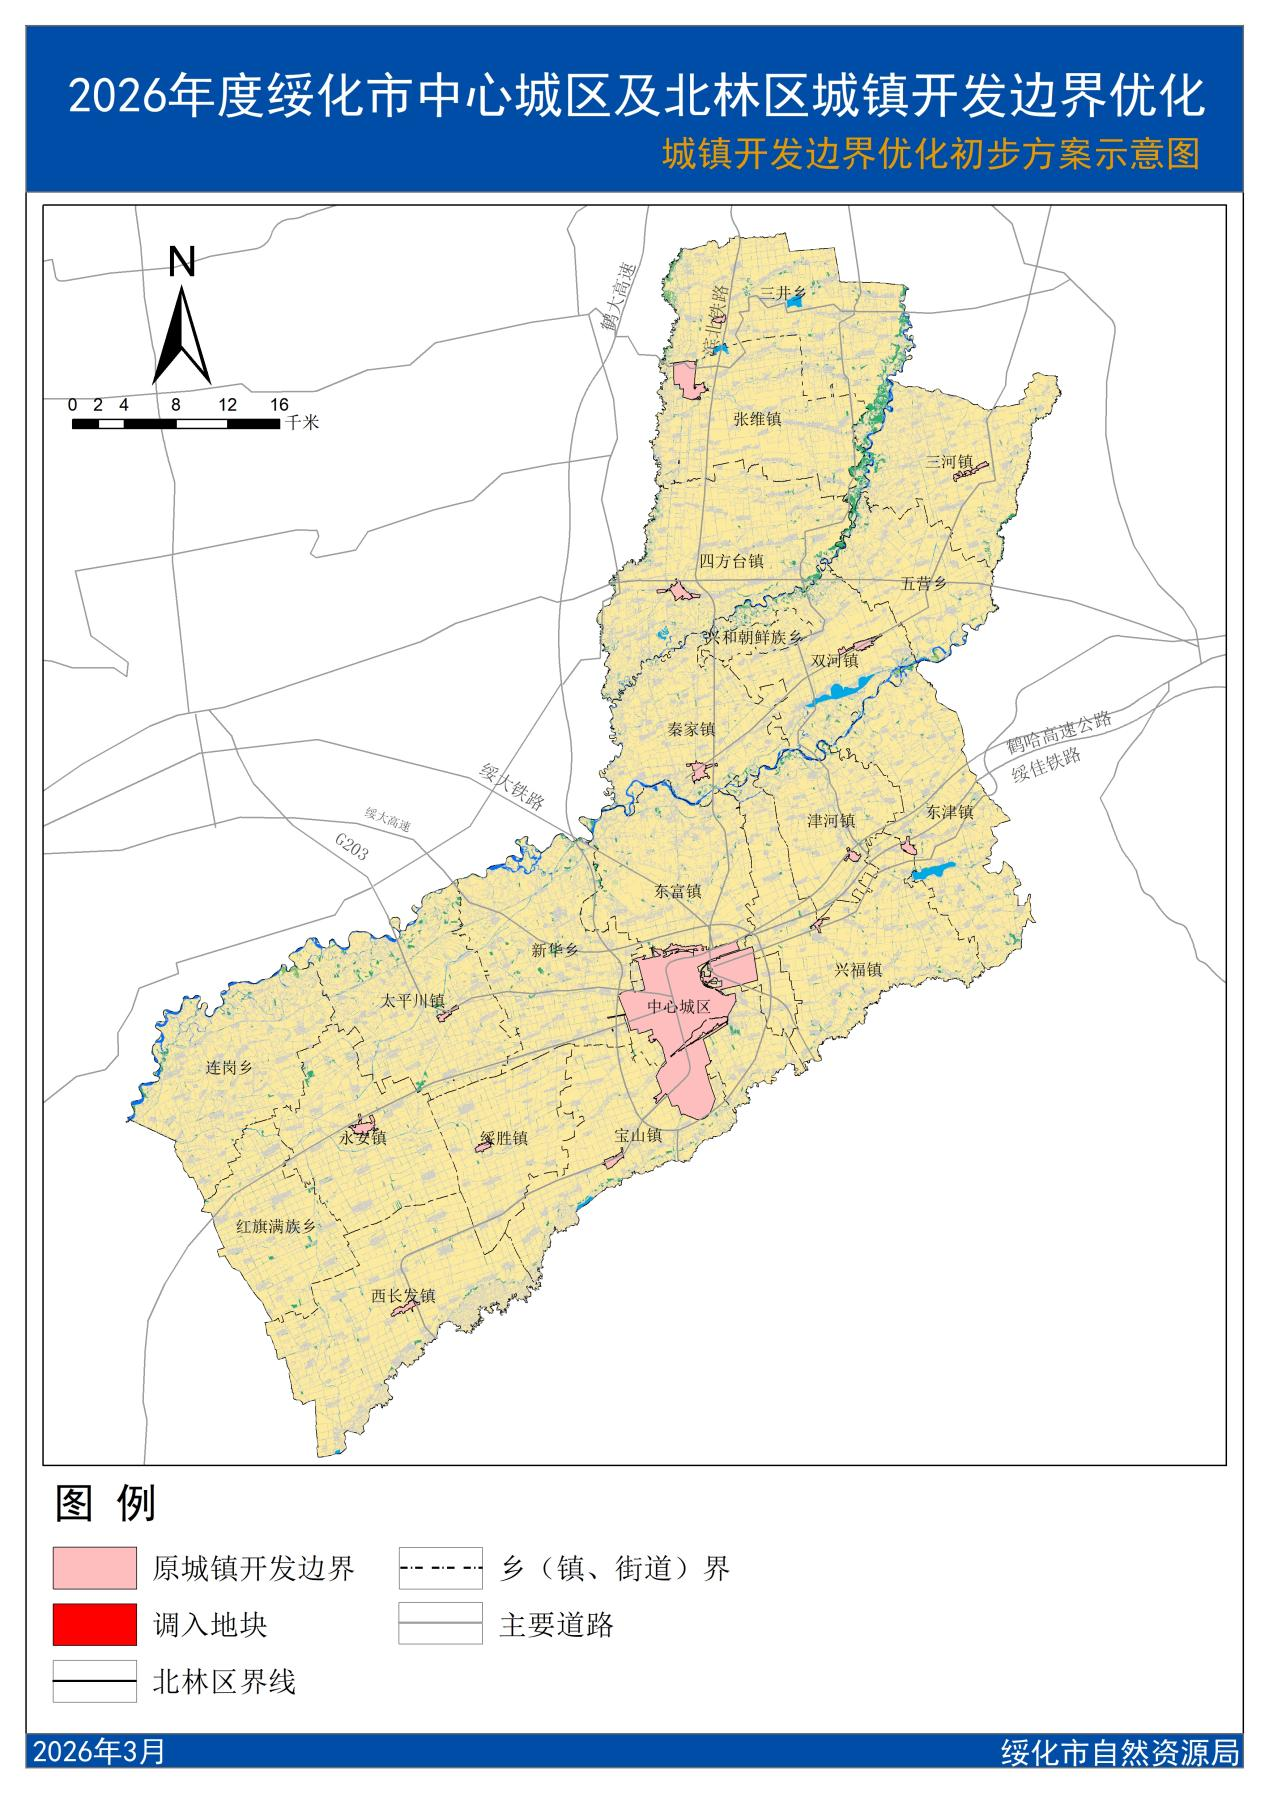 2026年度绥化市中心城区及北林区城镇开发边界优化
城镇开发边界优化初步方案示意图
N
0 2 4 8 12 16
千米
鹤大高速
滨北铁路
三井乡
张维镇
三河镇
四方台镇
五营乡
兴和朝鲜族乡
双河镇
秦家镇
鹤哈高速公路
绥佳铁路
绥大铁路
绥大高速
G203
津河镇
东津镇
东富镇
新华乡
兴福镇
太平川镇
中心城区
连岗乡
永安镇
绥胜镇
宝山镇
红旗满族乡
西长发镇
图 例
原城镇开发边界
乡（镇、街道）界
调入地块
主要道路
北林区界线
2026年3月
绥化市自然资源局